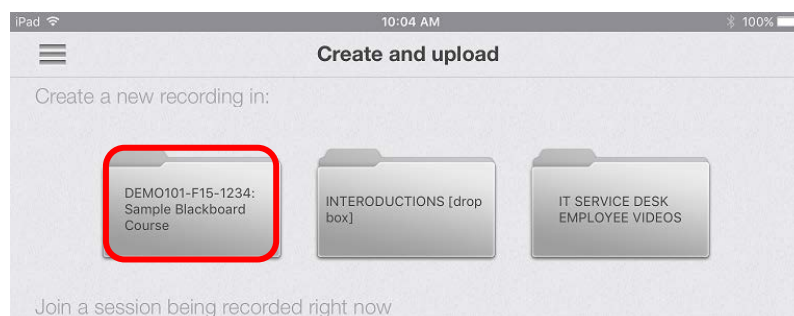 iPad 10:04 AM 100%
Create and upload
Create a new recording in:
DEMO101-F15-1234:
Sample Blackboard
Course
INTERODUCTIONS [drop
box]
IT SERVICE DESK
EMPLOYEE VIDEOS
Join a session being recorded right now